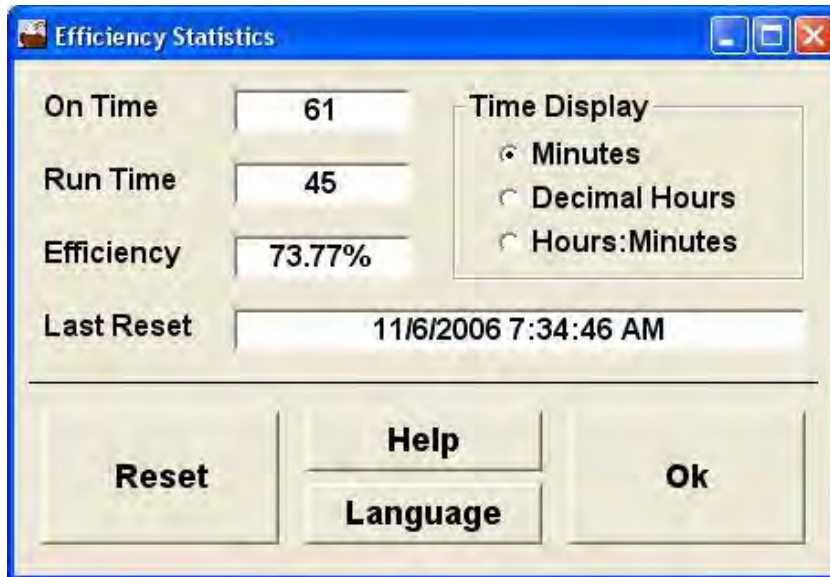 Efficiency Statistics
On Time 61
Run Time 45
Efficiency 73.77%
Last Reset 11/6/2006 7:34:46 AM
Time Display
Minutes
Decimal Hours
Hours:Minutes
Reset
Help
Language
Ok